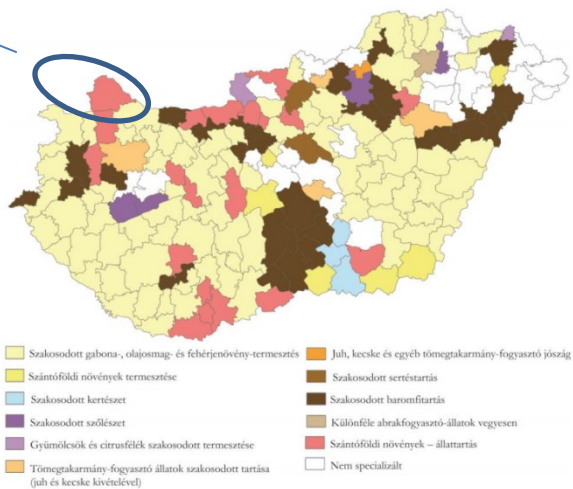 Szakosodott gabona-, olajosmag- és fehérjenövény-termesztés
Szántóföldi növények termesztése
Szakosodott kertészet
Szakosodott szőlészet
Gyümölcsök és citrusfélék szakosodott termesztése
Tömegtakarmány-fogyasztó állatok szakosodott tartása
(juh és kecske kivételével)
Juh, kecske és egyéb tömegtakarmány-fogyasztó jószág
Szakosodott sertéstartás
Szakosodott baromfitartás
Különféle abrakfogyasztó-állatok vegyesen
Szántóföldi növények – állattartás
Nem specializált